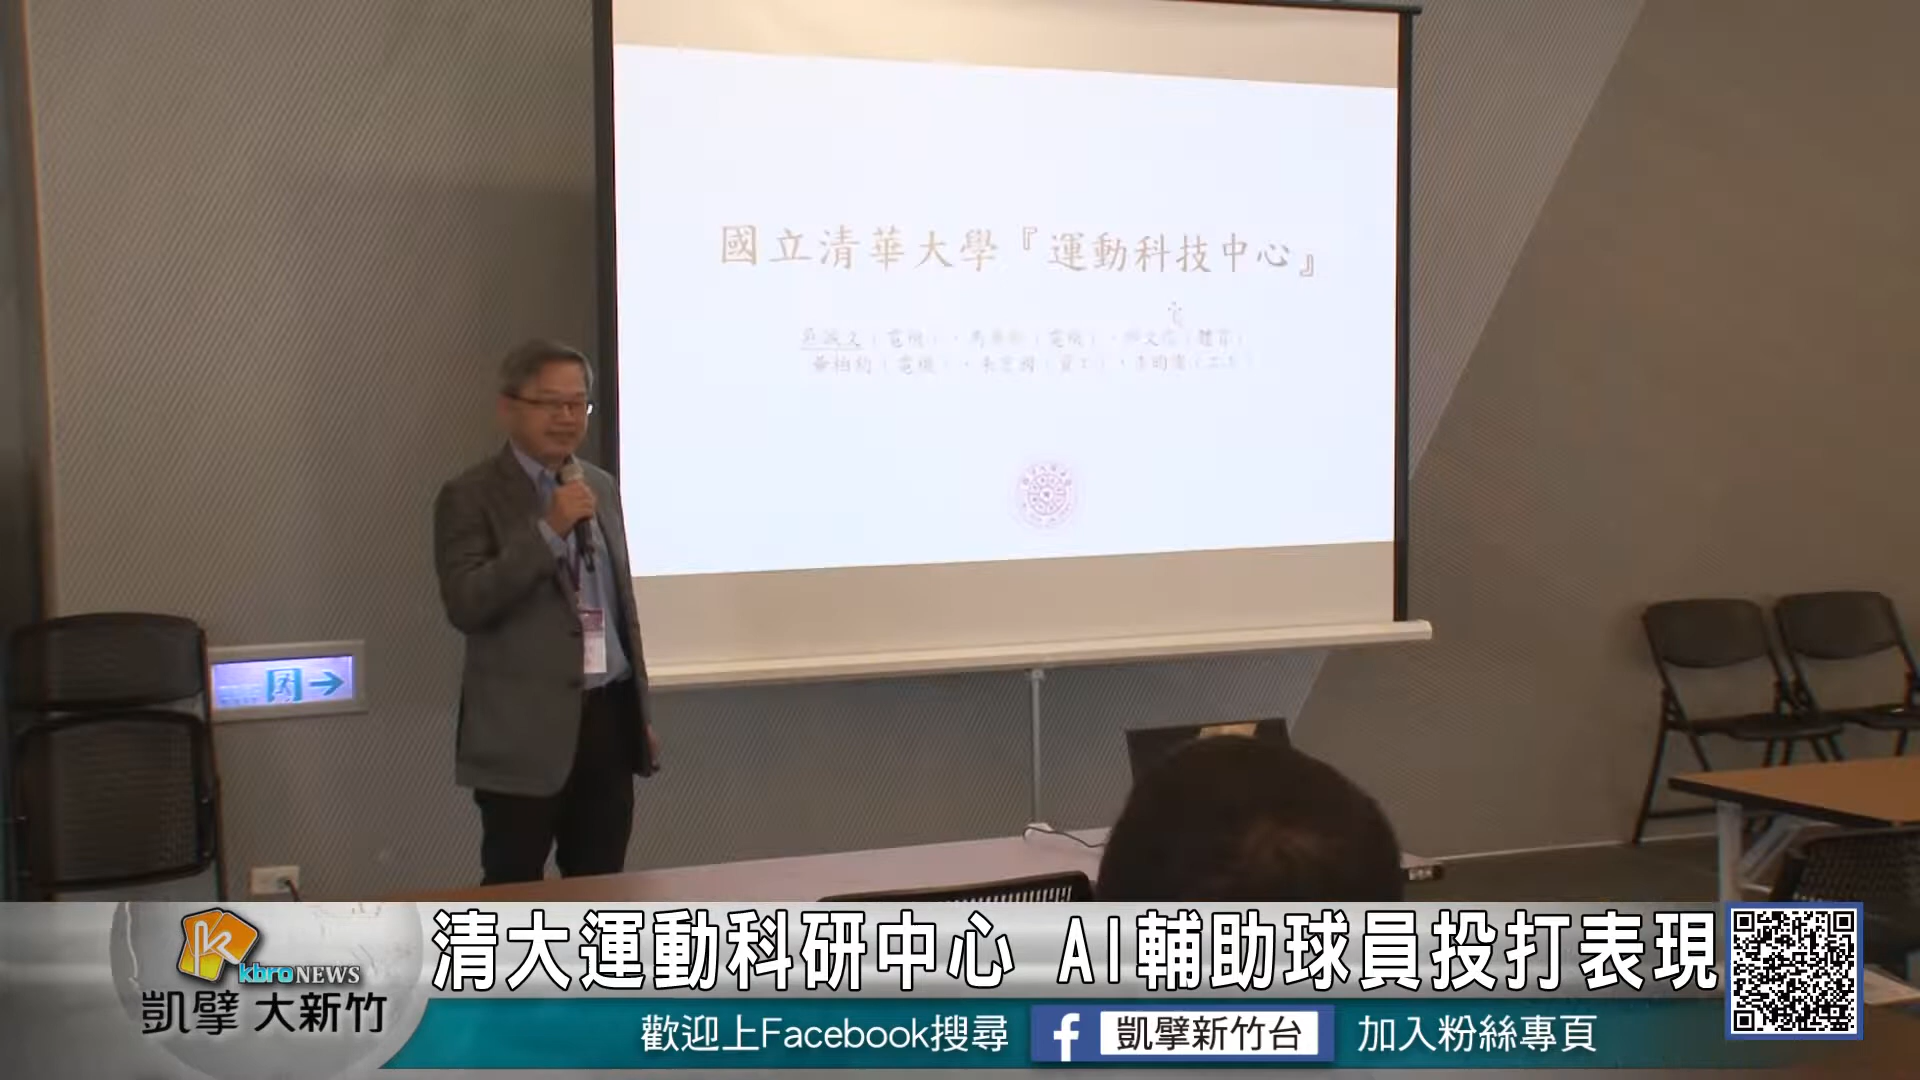 國立清華大學『運動科技中心』
清大運動科研中心 AI輔助球員投打表現
kbro NEWS
凱擘 大新竹
歡迎上Facebook搜尋 f 凱擘新竹台 加入粉絲專頁